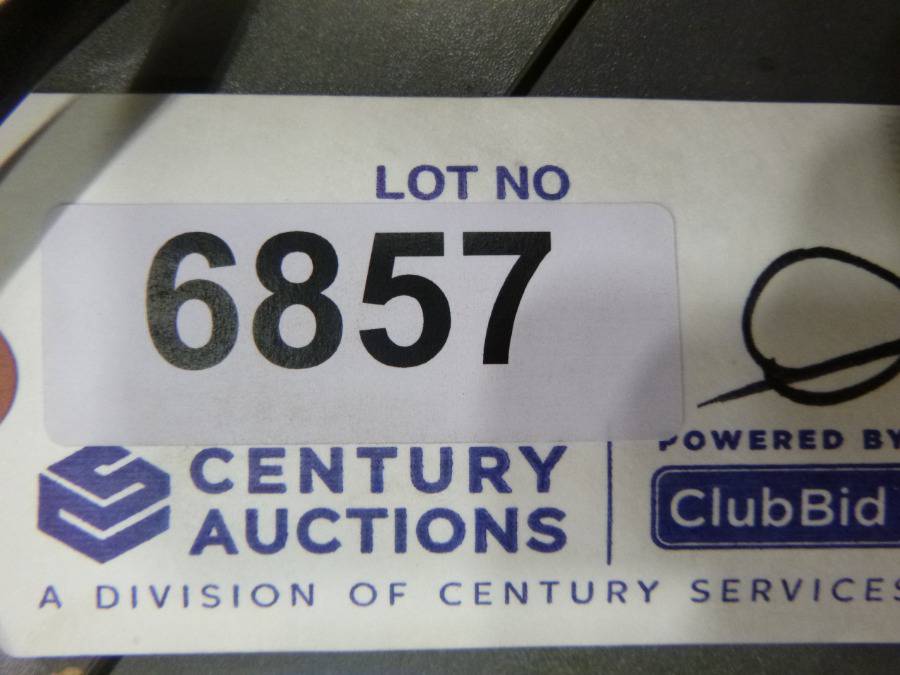 LOT NO
6857
CENTURY
AUCTIONS
POWERED BY
ClubBid
A DIVISION OF CENTURY SERVICES